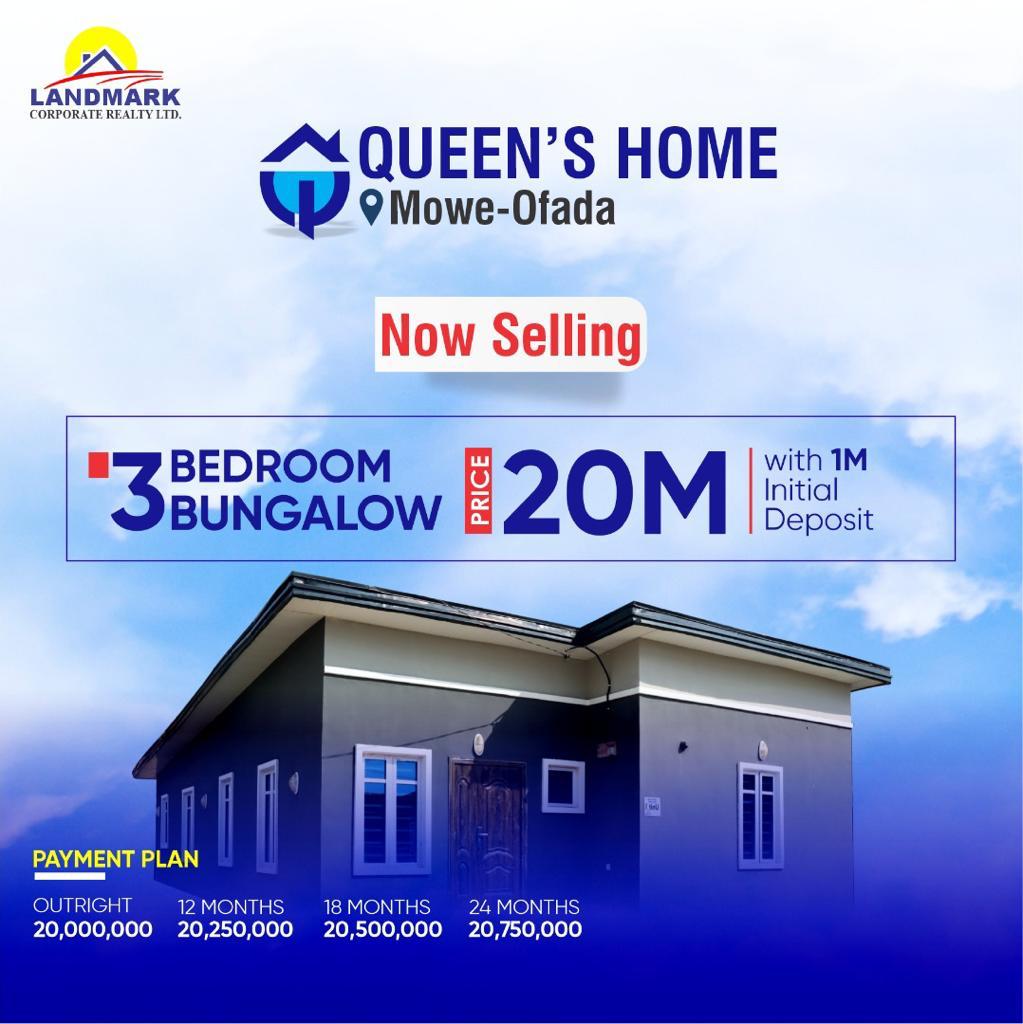 LANDMARK
CORPORATE REALTY LTD.
QUEEN'S HOME
Mowe-Ofada
Now Selling
3 BEDROOM
BUNGALOW
PRICE
20M
with 1M
Initial
Deposit
PAYMENT PLAN
OUTRIGHT
20,000,000
12 MONTHS
20,250,000
18 MONTHS
20,500,000
24 MONTHS
20,750,000